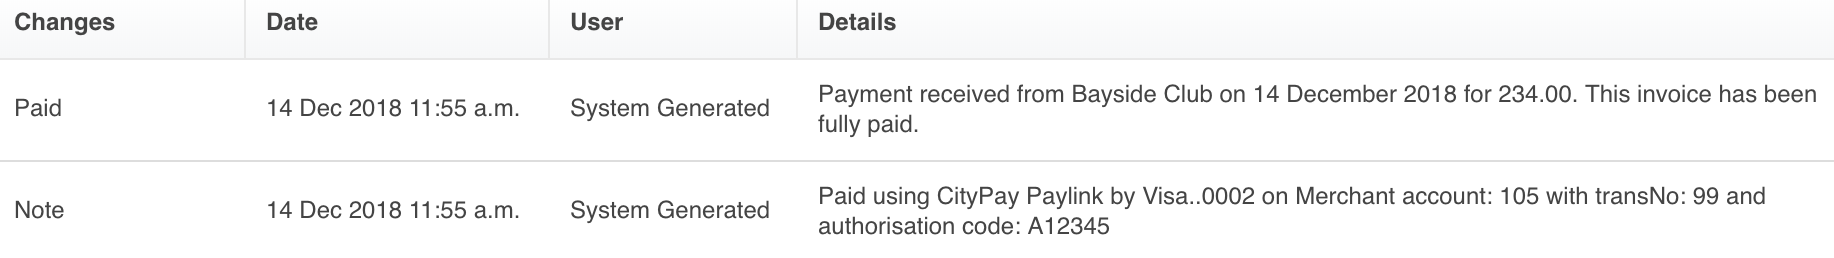 Changes Date User Details
Paid 14 Dec 2018 11:55 a.m. System Generated Payment received from Bayside Club on 14 December 2018 for 234.00. This invoice has been
fully paid.
Note 14 Dec 2018 11:55 a.m. System Generated Paid using CityPay Paylink by Visa..0002 on Merchant account: 105 with transNo: 99 and
authorisation code: A12345